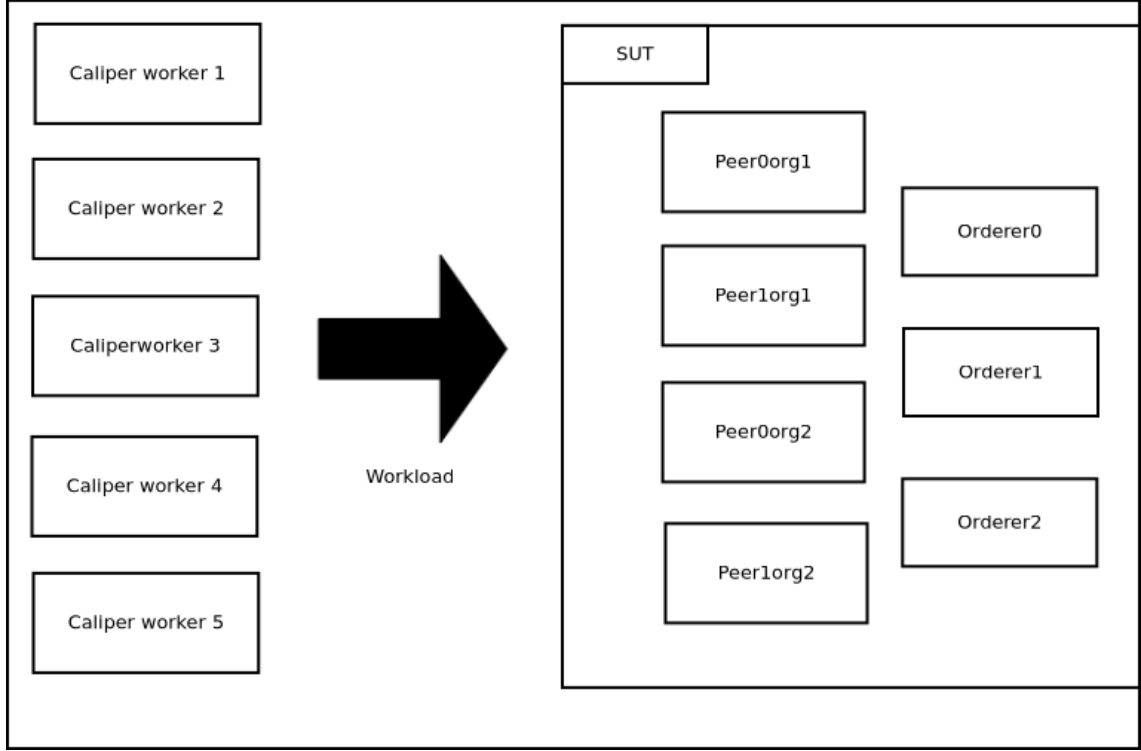 Caliper worker 1
Caliper worker 2
Caliperworker 3
Caliper worker 4
Caliper worker 5
Workload
SUT
Peer0org1
Peer1org1
Peer0org2
Peer1org2
Orderer0
Orderer1
Orderer2